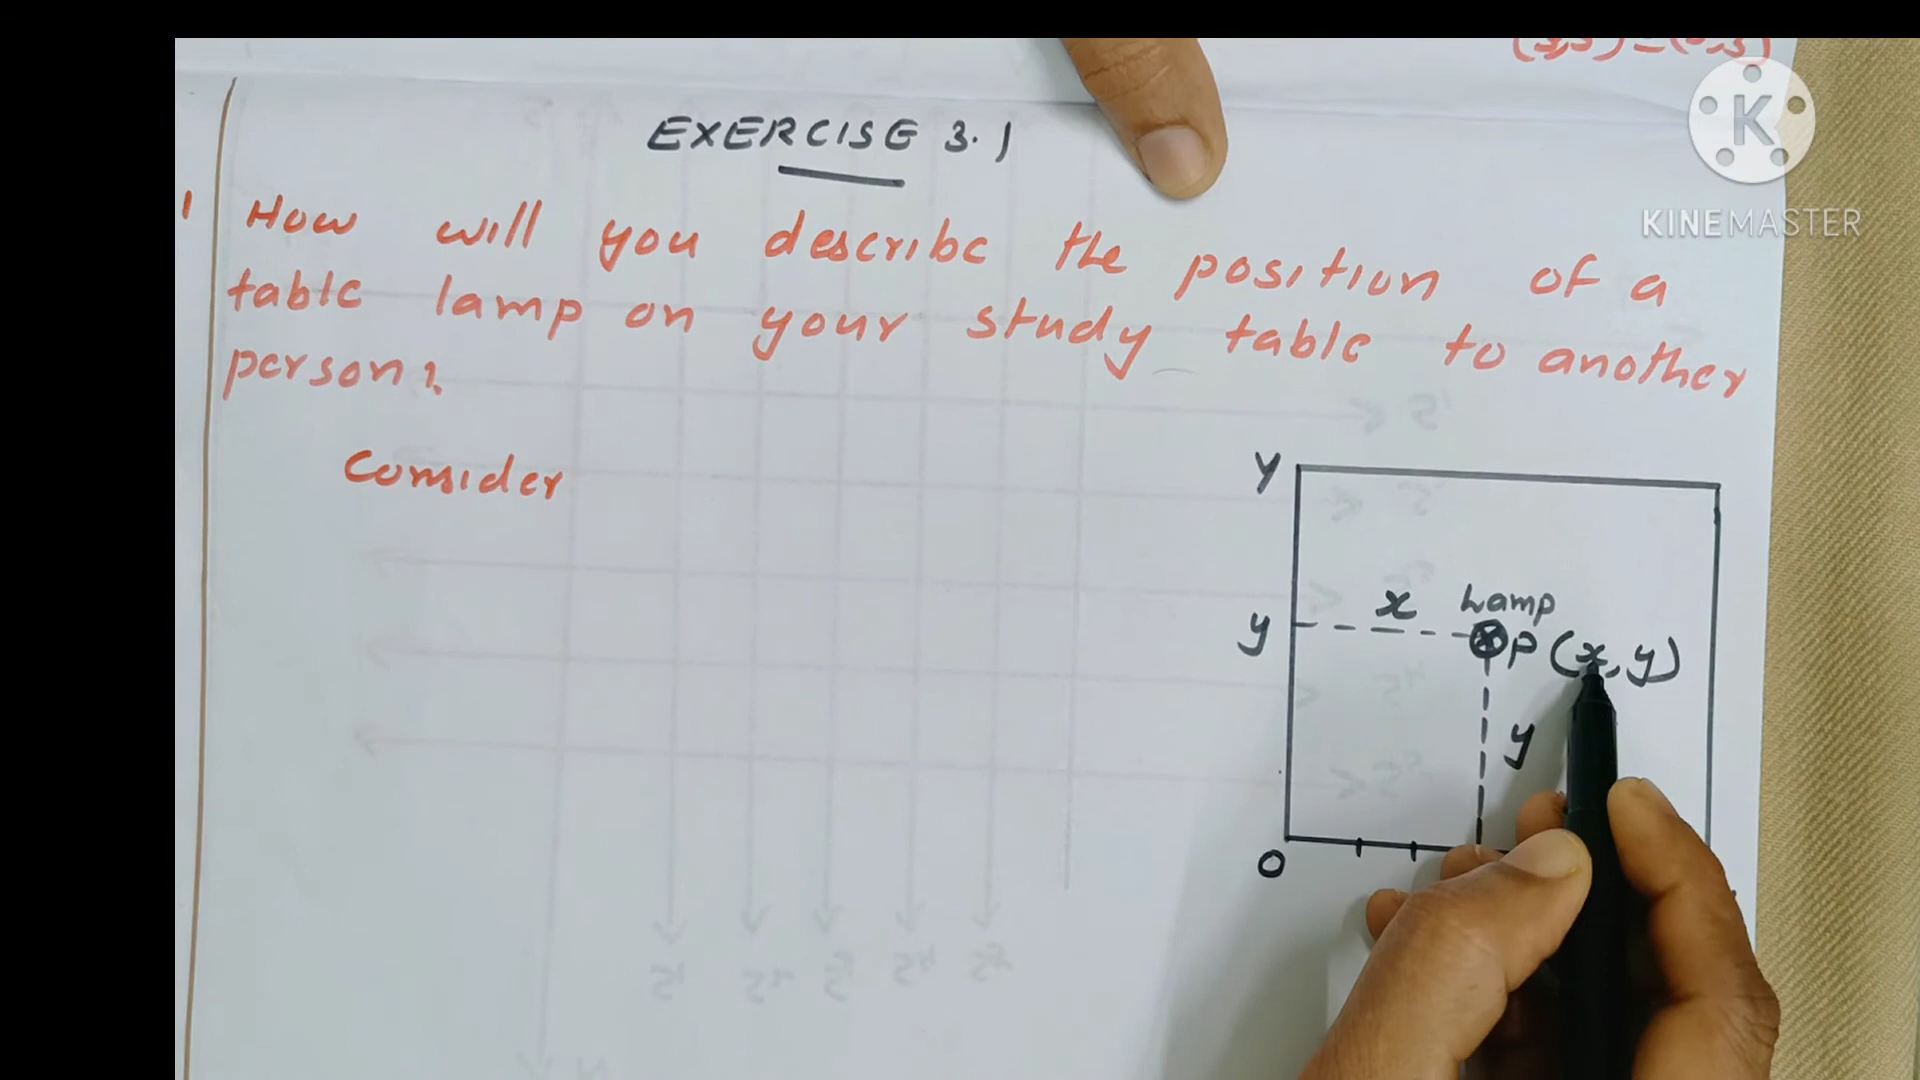 EXERCISE 3.1
KINEMASTER
1 How will you describe the position of a
table lamp on your study table to another
person?
Consider
Y
x Lamp
y P (x, y)
y
O